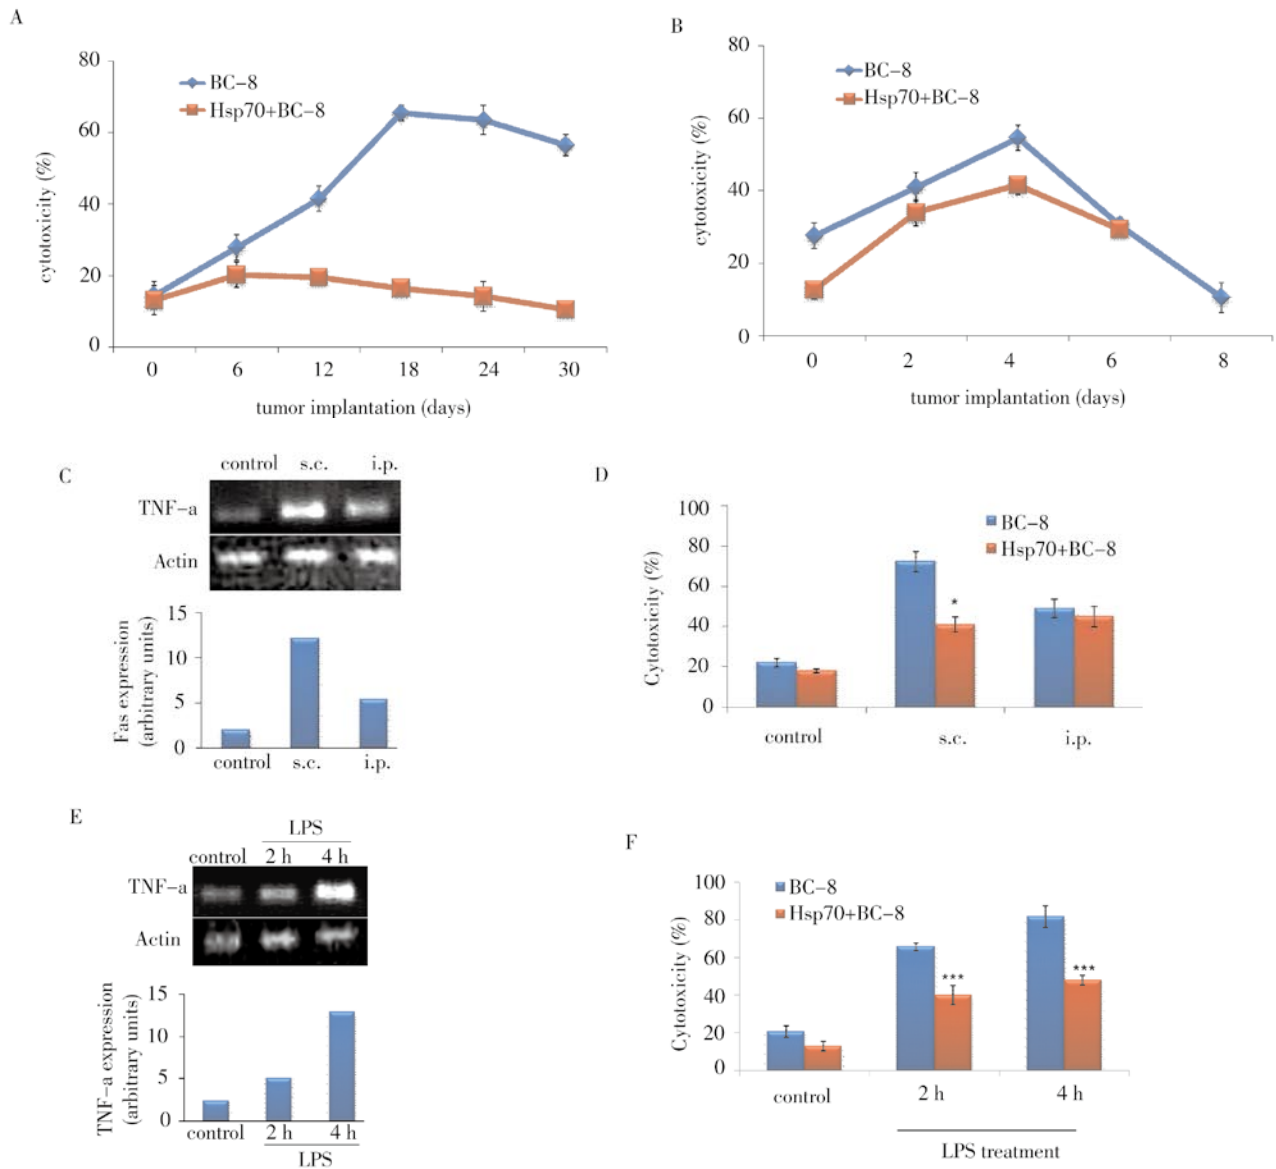 A
80
60
40
20
0
BC-8
Hsp70+BC-8
cytotoxicity (%)
0 6 12 18 24 30
tumor implantation (days)
B
80
60
40
20
0
BC-8
Hsp70+BC-8
cytotoxicity (%)
0 2 4 6 8
tumor implantation (days)
C
control s.c. i.p.
TNF-a
Actin
15
10
5
0
Fas expression
(arbitrary units)
control s.c. i.p.
D
100
80
60
40
20
0
BC-8
Hsp70+BC-8
*
Cytotoxicity (%)
control s.c. i.p.
E
LPS
control 2 h 4 h
TNF-a
Actin
15
10
5
0
TNF-a expression
(arbitrary units)
control 2 h 4 h
LPS
F
100
80
60
40
20
0
BC-8
Hsp70+BC-8
*** ***
Cytotoxicity (%)
control 2 h 4 h
LPS treatment